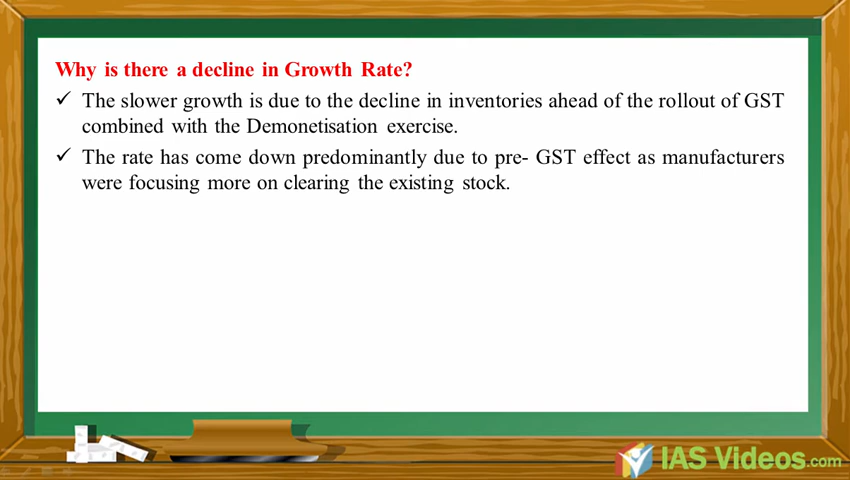 Why is there a decline in Growth Rate?
✓ The slower growth is due to the decline in inventories ahead of the rollout of GST
combined with the Demonetisation exercise.
✓ The rate has come down predominantly due to pre- GST effect as manufacturers
were focusing more on clearing the existing stock.
IAS Videos.com